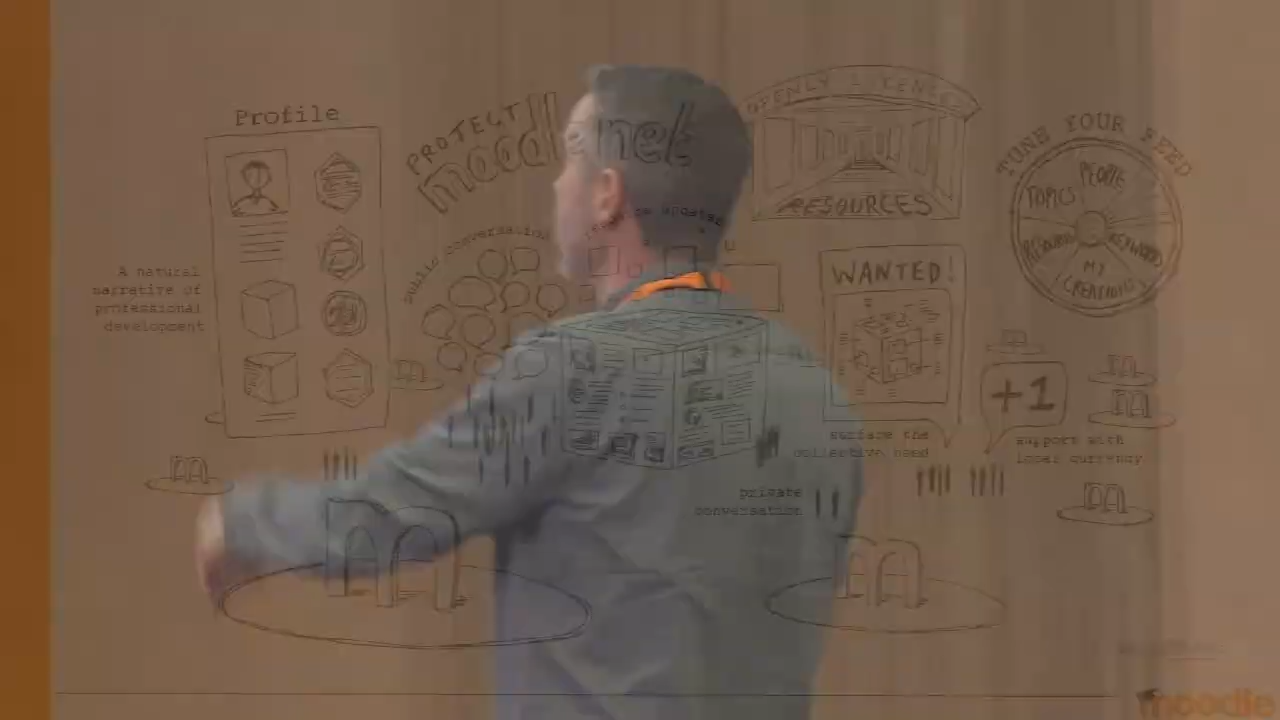 Profile
A natural
narrative of
professional
development
PROTECT
moodle net
public conversation
OPENLY LICENSED
RESOURCES
WANTED!
surface the
collective need
TUNE YOUR FEED
PEOPLE
TOPICS
KEYWORDS
MY
(CREATIONS)
+1
support with
local currency
private
conversation
moodle